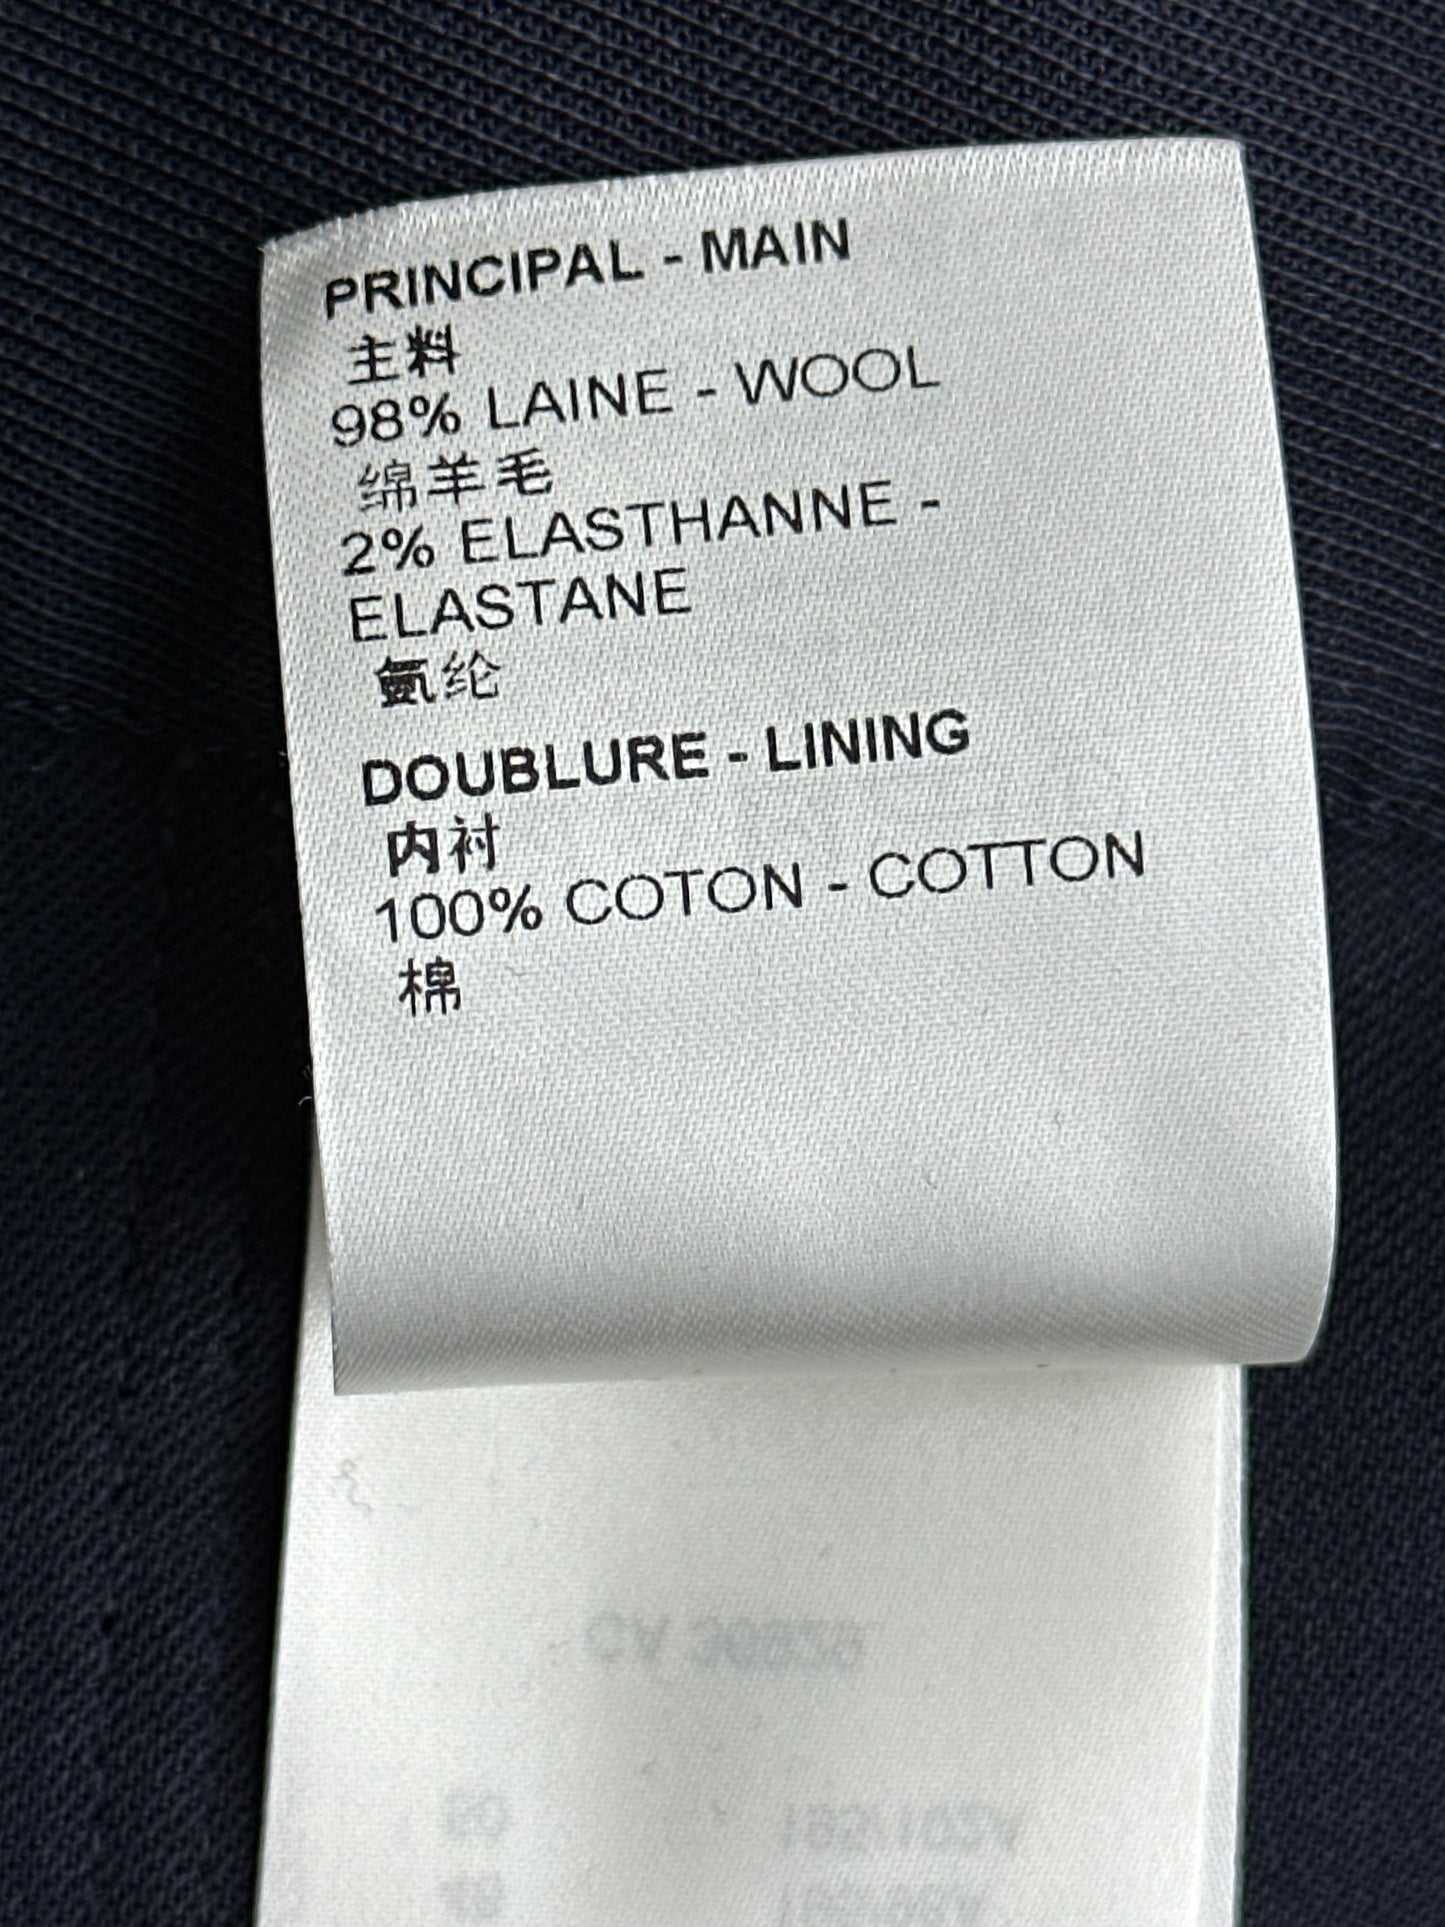 PRINCIPAL - MAIN
主料
98% LAINE - WOOL
绵羊毛
2% ELASTHANNE -
ELASTANE
氨纶
DOUBLURE - LINING
内衬
100% COTON - COTTON
棉